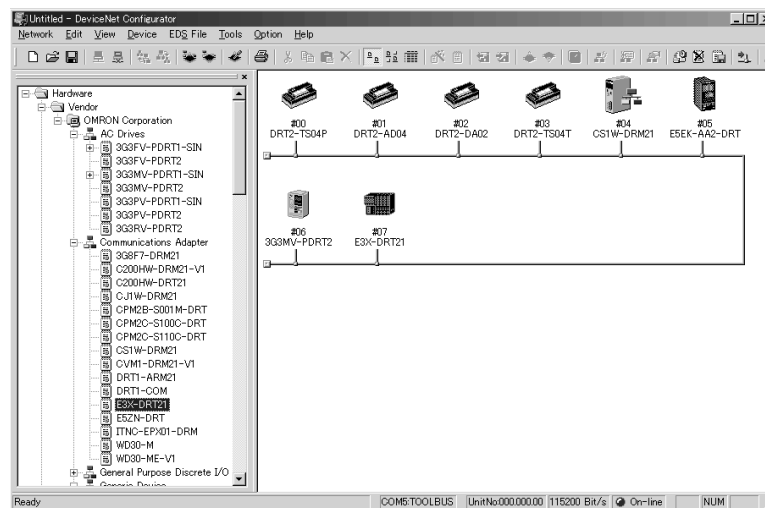 Untitled - DeviceNet Configurator
Network Edit View Device EDS File Tools Option Help
Hardware
Vendor
OMRON Corporation
AC Drives
3G3FV-PDRT1-SIN
3G3FV-PDRT2
3G3MV-PDRT1-SIN
3G3MV-PDRT2
3G3PV-PDRT1-SIN
3G3PV-PDRT2
3G3RV-PDRT2
Communications Adapter
3G8F7-DRM21
C200HW-DRM21-V1
C200HW-DRT21
CJ1W-DRM21
CPM2B-S001M-DRT
CPM2C-S100C-DRT
CPM2C-S110C-DRT
CS1W-DRM21
CVM1-DRM21-V1
DRT1-ARM21
DRT1-COM
E3X-DRT21
E5ZN-DRT
ITNC-EPX01-DRM
WD30-M
WD30-ME-V1
General Purpose Discrete I/O
Generic Device
#00 #01 #02 #03 #04 #05
DRT2-TS04P DRT2-AD04 DRT2-DA02 DRT2-TS04T CS1W-DRM21 E5EK-AA2-DRT
#06 #07
3G3MV-PDRT2 E3X-DRT21
Ready COM5:TOOLBUS UnitNo:000.000.00 115200 Bit/s On-line NUM